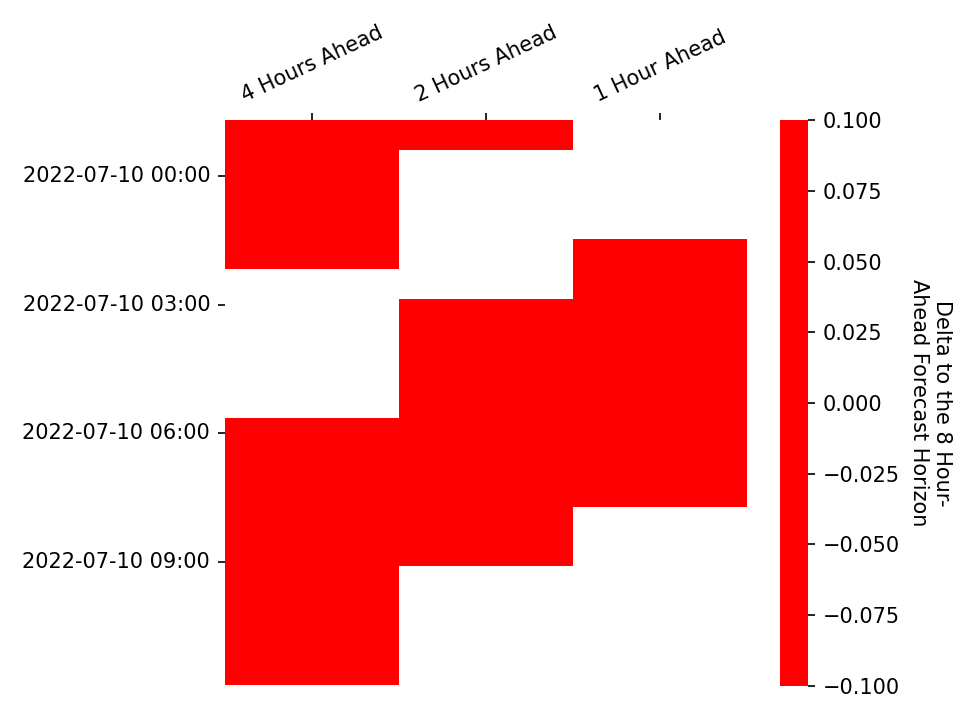 4 Hours Ahead
2 Hours Ahead
1 Hour Ahead
2022-07-10 00:00
2022-07-10 03:00
2022-07-10 06:00
2022-07-10 09:00
0.100
0.075
0.050
0.025
0.000
−0.025
−0.050
−0.075
−0.100
Delta to the 8 Hour-
Ahead Forecast Horizon